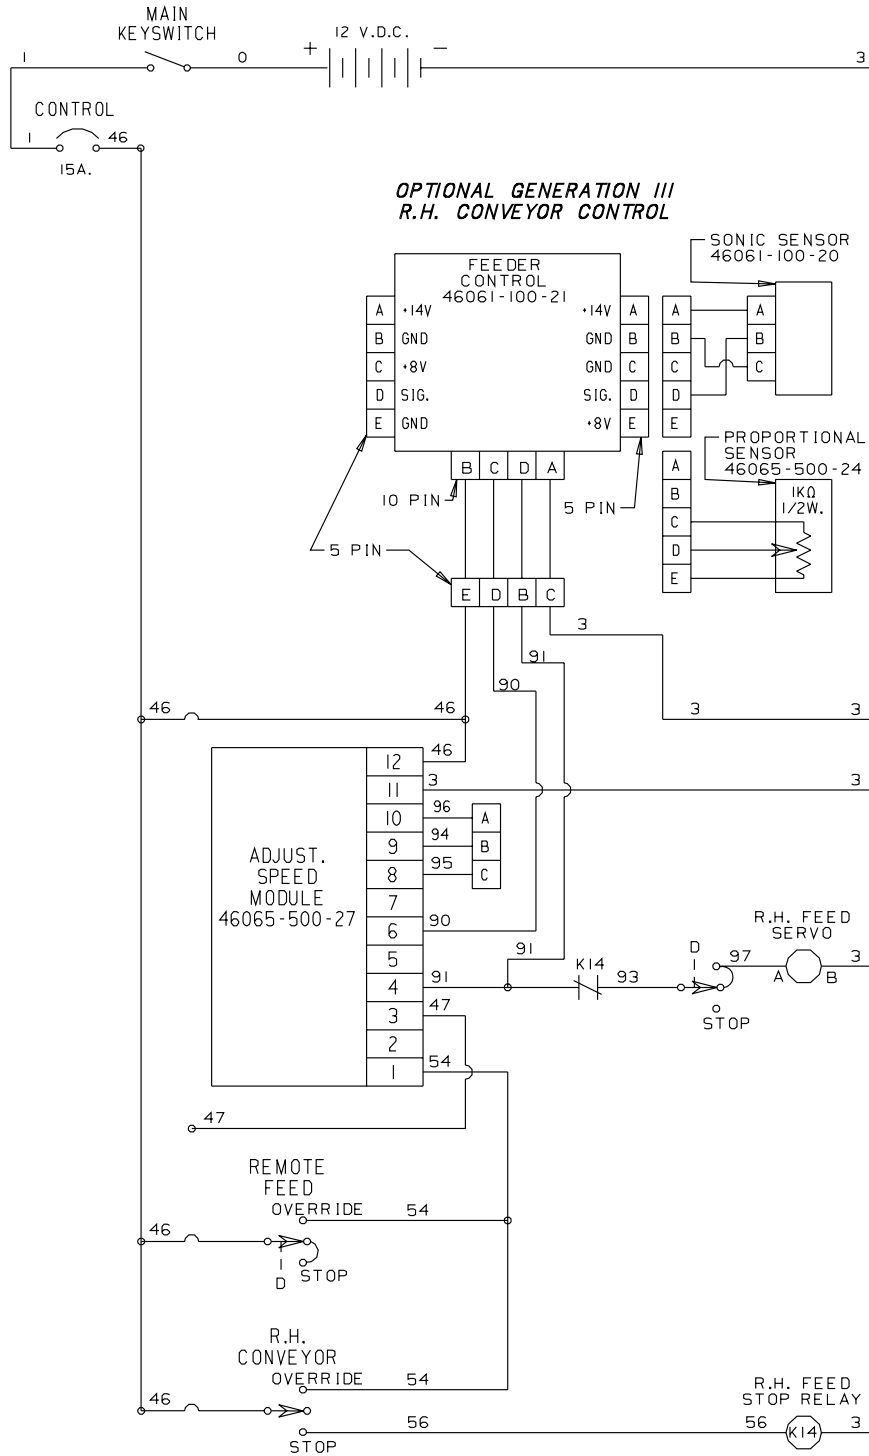 MAIN
KEYSWITCH
12 V.D.C.
1
0
+
−
3
CONTROL
1
46
15A.
OPTIONAL GENERATION III
R.H. CONVEYOR CONTROL
SONIC SENSOR
46061-100-20
FEEDER
CONTROL
46061-100-21
A +14V +14V A A A
B GND GND B B B
C +8V GND C C C
D SIG. SIG. D D
E GND +8V E E
PROPORTIONAL
SENSOR
46065-500-24
B C D A
A
10 PIN
5 PIN
B
1KΩ
1/2W.
C
5 PIN
D
E
E D B C
3
91
90
46
46
3
3
46
12
3
11
3
96
10
A
94
9
B
95
8
C
7
ADJUST.
SPEED
MODULE
46065-500-27
90
6
5
91
91
4
K14
93
D
97
R.H. FEED
SERVO
A
B
3
STOP
47
3
2
54
1
47
REMOTE
FEED
OVERRIDE
54
46
D
STOP
R.H.
CONVEYOR
OVERRIDE
54
46
56
STOP
R.H. FEED
STOP RELAY
56
K14
3